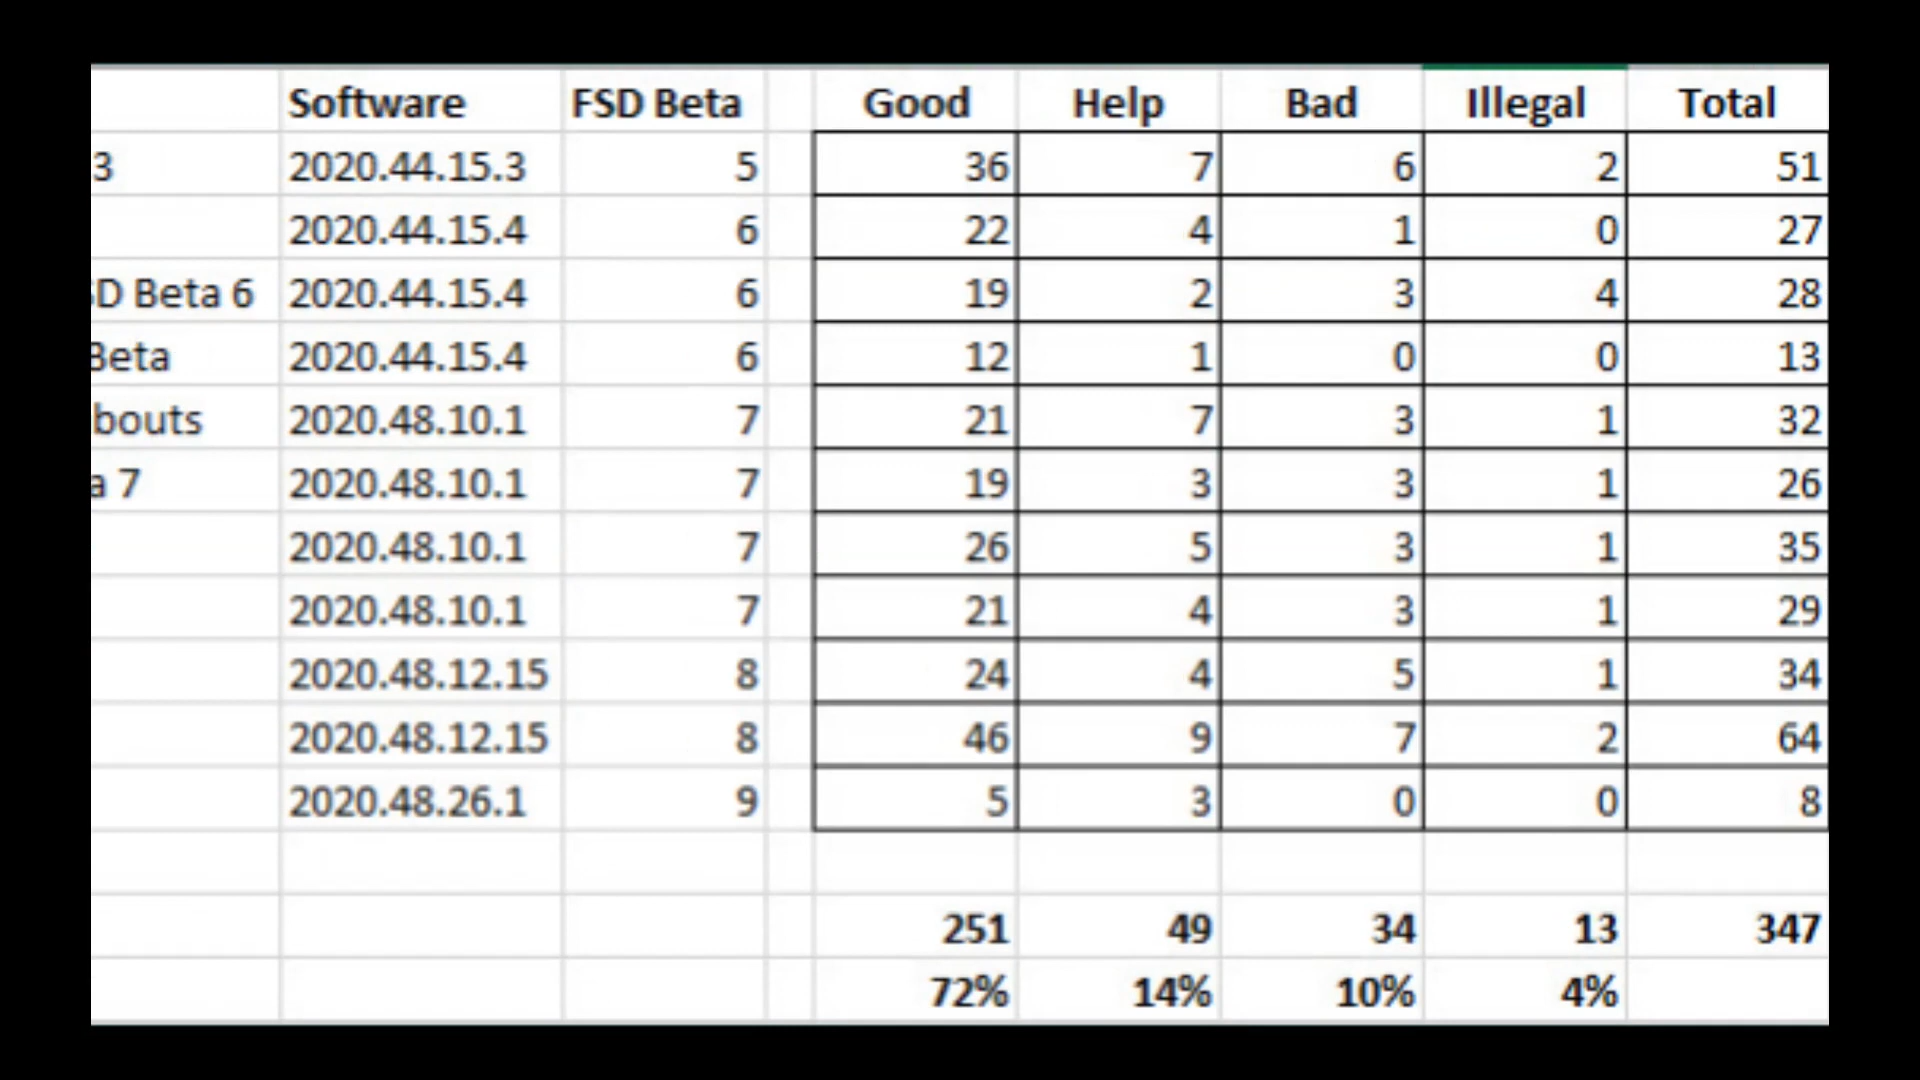 Software FSD Beta Good Help Bad Illegal Total
3 2020.44.15.3 5 36 7 6 2 51
2020.44.15.4 6 22 4 1 0 27
D Beta 6 2020.44.15.4 6 19 2 3 4 28
Beta 2020.44.15.4 6 12 1 0 0 13
bouts 2020.48.10.1 7 21 7 3 1 32
a 7 2020.48.10.1 7 19 3 3 1 26
2020.48.10.1 7 26 5 3 1 35
2020.48.10.1 7 21 4 3 1 29
2020.48.12.15 8 24 4 5 1 34
2020.48.12.15 8 46 9 7 2 64
2020.48.26.1 9 5 3 0 0 8
251 49 34 13 347
72% 14% 10% 4%